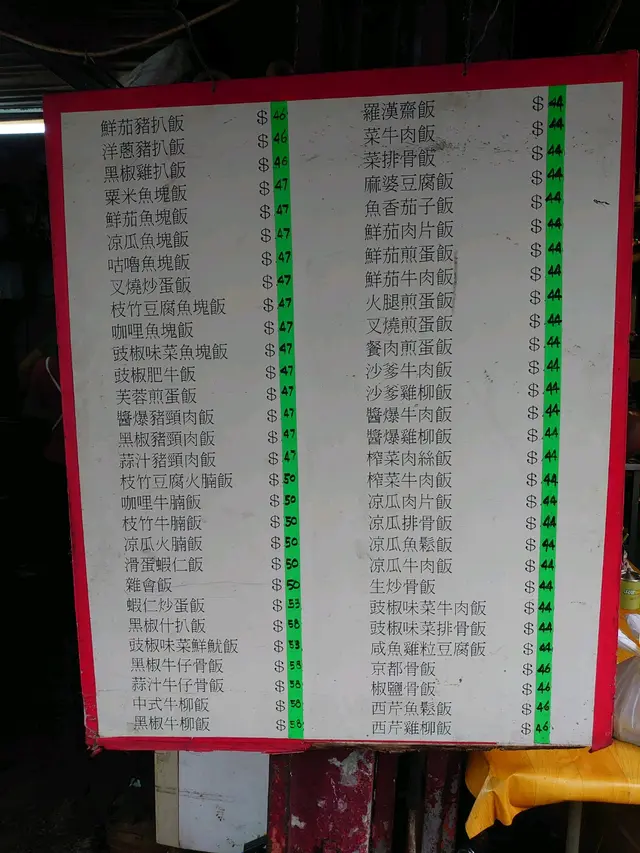 鮮茄豬扒飯 $46
洋蔥豬扒飯 $46
黑椒雞扒飯 $46
粟米魚塊飯 $47
鮮茄魚塊飯 $47
凉瓜魚塊飯 $47
咕嚕魚塊飯 $47
叉燒炒蛋飯 $47
枝竹豆腐魚塊飯 $47
咖哩魚塊飯 $47
豉椒味菜魚塊飯 $47
豉椒肥牛飯 $47
芙蓉煎蛋飯 $47
醬爆豬頸肉飯 $47
黑椒豬頸肉飯 $47
蒜汁豬頸肉飯 $47
枝竹豆腐火腩飯 $50
咖哩牛腩飯 $50
枝竹牛腩飯 $50
凉瓜火腩飯 $50
滑蛋蝦仁飯 $50
雜會飯 $50
蝦仁炒蛋飯 $53
黑椒什扒飯 $58
豉椒味菜鮮魷飯 $53
黑椒牛仔骨飯 $53
蒜汁牛仔骨飯 $58
中式牛柳飯 $58
黑椒牛柳飯 $58
羅漢齋飯 $44
菜牛肉飯 $44
菜排骨飯 $44
麻婆豆腐飯 $44
魚香茄子飯 $44
鮮茄肉片飯 $44
鮮茄煎蛋飯 $44
鮮茄牛肉飯 $44
火腿煎蛋飯 $44
叉燒煎蛋飯 $44
餐肉煎蛋飯 $44
沙爹牛肉飯 $44
沙爹雞柳飯 $44
醬爆牛肉飯 $44
醬爆雞柳飯 $44
榨菜肉絲飯 $44
榨菜牛肉飯 $44
凉瓜肉片飯 $44
凉瓜排骨飯 $44
凉瓜魚鬆飯 $44
凉瓜牛肉飯 $44
生炒骨飯 $44
豉椒味菜牛肉飯 $44
豉椒味菜排骨飯 $44
咸魚雞粒豆腐飯 $44
京都骨飯 $46
椒鹽骨飯 $46
西芹魚鬆飯 $46
西芹雞柳飯 $46